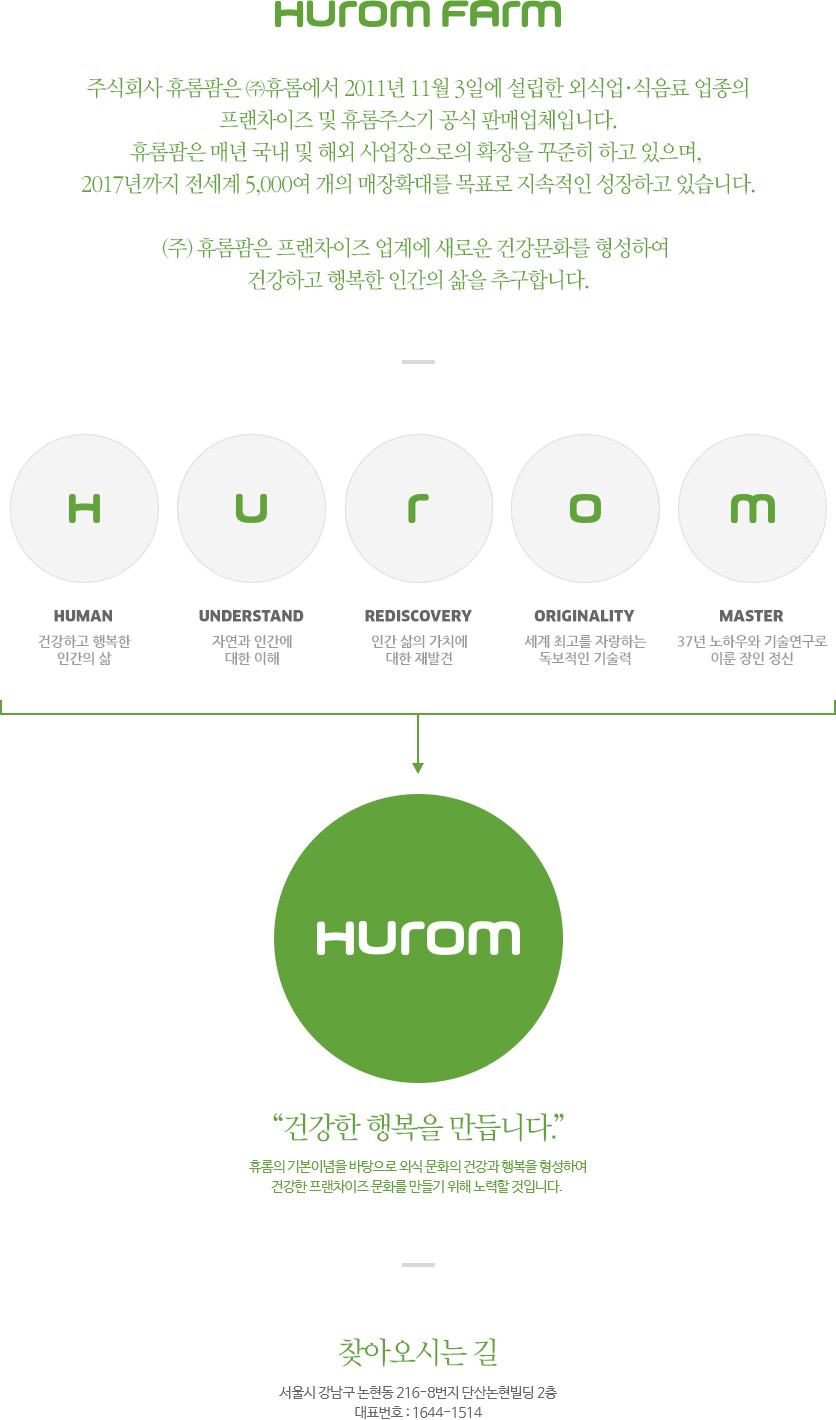 HUrOM FArM
주식회사 휴롬팜은 ㈜휴롬에서 2011년 11월 3일에 설립한 외식업·식음료 업종의
프랜차이즈 및 휴롬주스기 공식 판매업체입니다.
휴롬팜은 매년 국내 및 해외 사업장으로의 확장을 꾸준히 하고 있으며,
2017년까지 전세계 5,000여 개의 매장확대를 목표로 지속적인 성장하고 있습니다.
(주) 휴롬팜은 프랜차이즈 업계에 새로운 건강문화를 형성하여
건강하고 행복한 인간의 삶을 추구합니다.
H U r O m
HUMAN UNDERSTAND REDISCOVERY ORIGINALITY MASTER
건강하고 행복한 자연과 인간에 인간 삶의 가치에 세계 최고를 자랑하는 37년 노하우와 기술연구로
인간의 삶 대한 이해 대한 재발견 독보적인 기술력 이룬 장인 정신
HUrOm
“건강한 행복을 만듭니다.”
휴롬의 기본이념을 바탕으로 외식 문화의 건강과 행복을 형성하여
건강한 프랜차이즈 문화를 만들기 위해 노력할 것입니다.
찾아오시는 길
서울시 강남구 논현동 216-8번지 단산논현빌딩 2층
대표번호 : 1644-1514